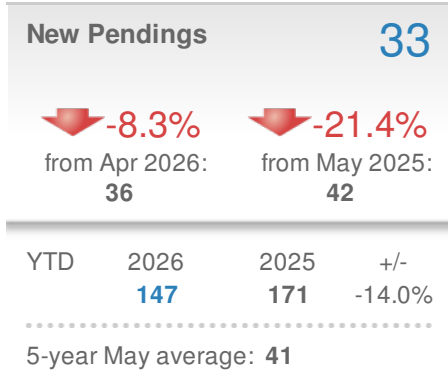 New Pendings 33
-8.3% -21.4%
from Apr 2026: from May 2025:
36 42
YTD 2026 2025 +/-
147 171 -14.0%
5-year May average: 41